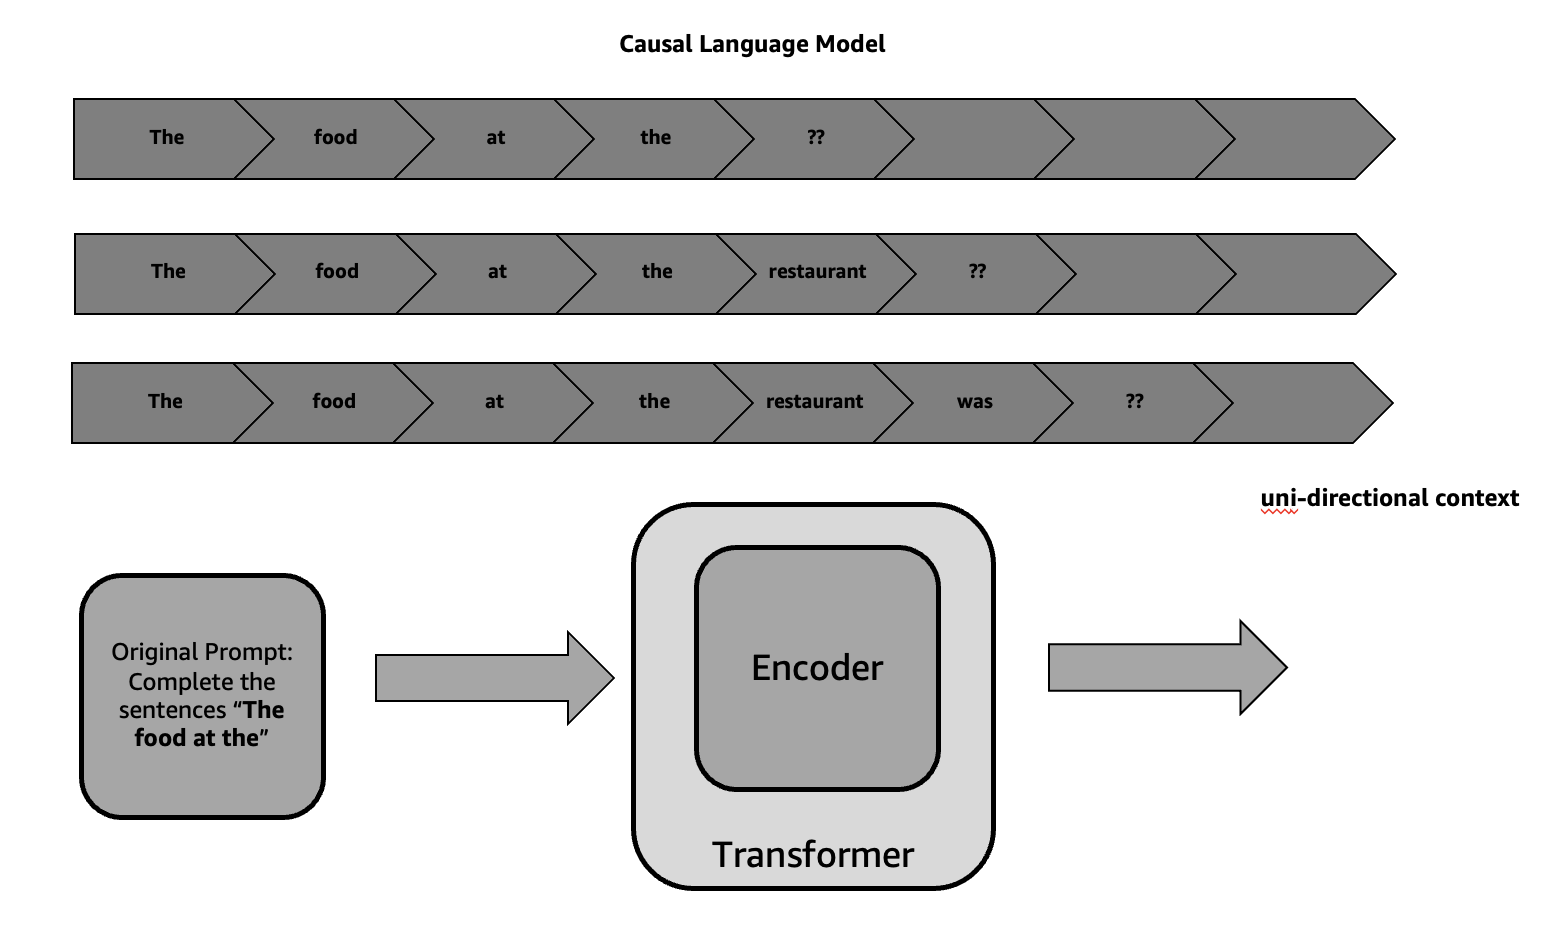 Causal Language Model
The food at the ??
The food at the restaurant ??
The food at the restaurant was ??
uni-directional context
Original Prompt:
Complete the
sentences “The
food at the”
Encoder
Transformer